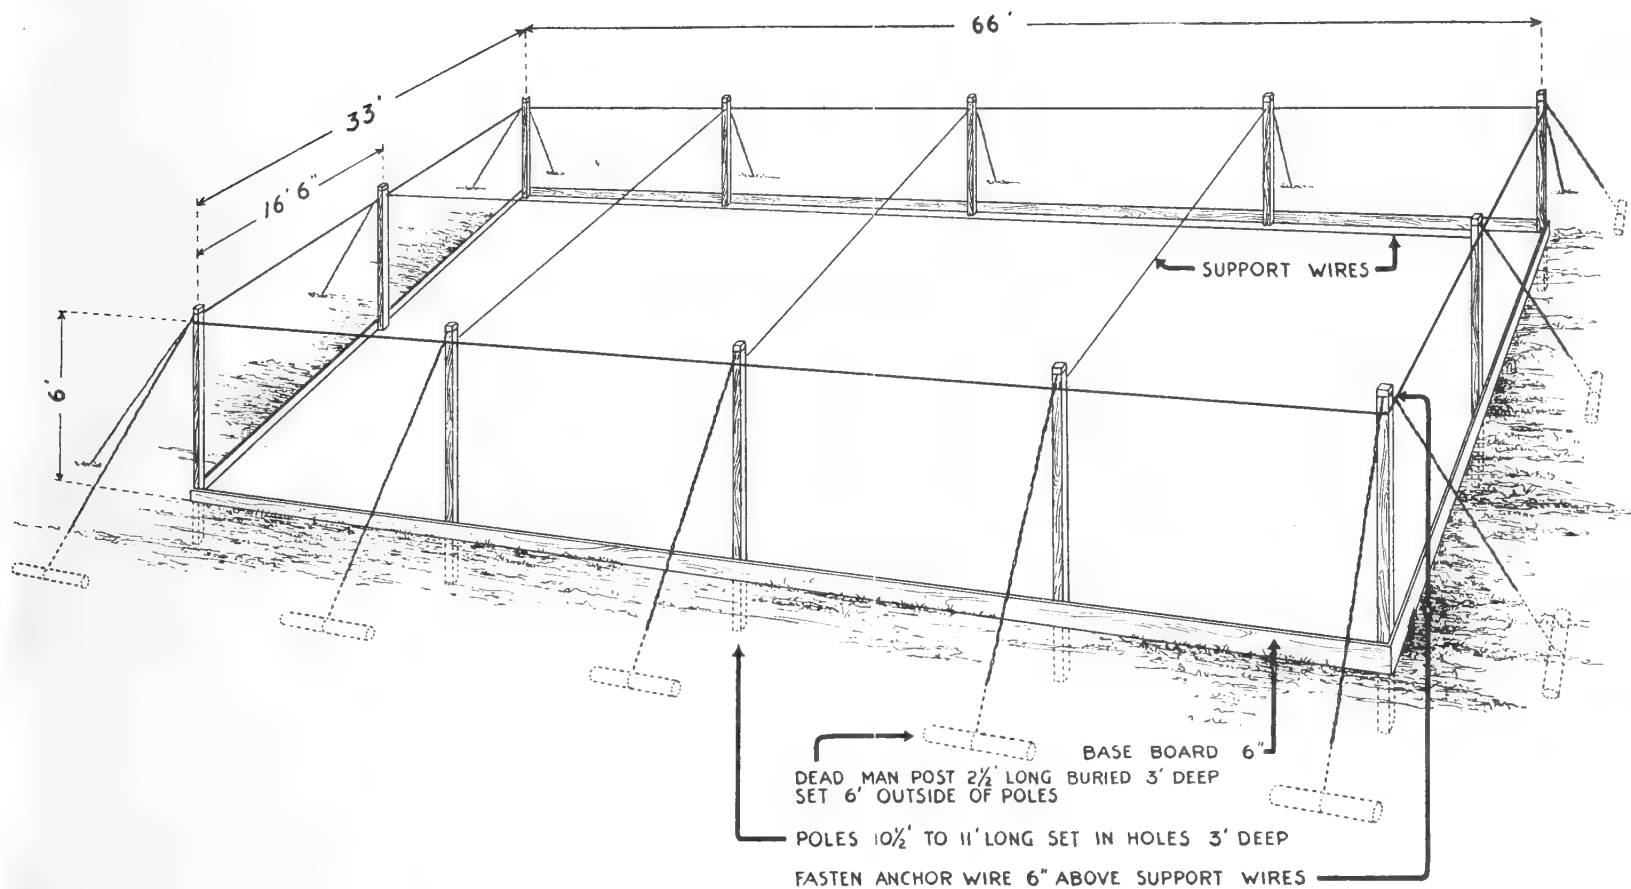 66'
33'
16' 6"
SUPPORT WIRES
6'
BASE BOARD 6"
DEAD MAN POST 2½' LONG BURIED 3' DEEP
SET 6' OUTSIDE OF POLES
POLES 10½' TO 11' LONG SET IN HOLES 3' DEEP
FASTEN ANCHOR WIRE 6" ABOVE SUPPORT WIRES